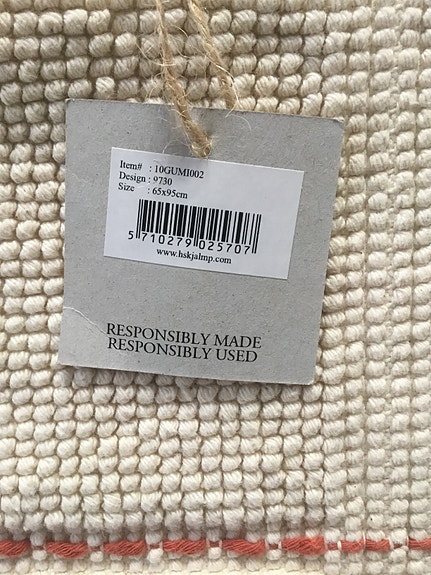 Item# : 10GUMI002
Design : 9730
Size : 65x95cm
5 710279 025707
www.hskjalmp.com
RESPONSIBLY MADE
RESPONSIBLY USED